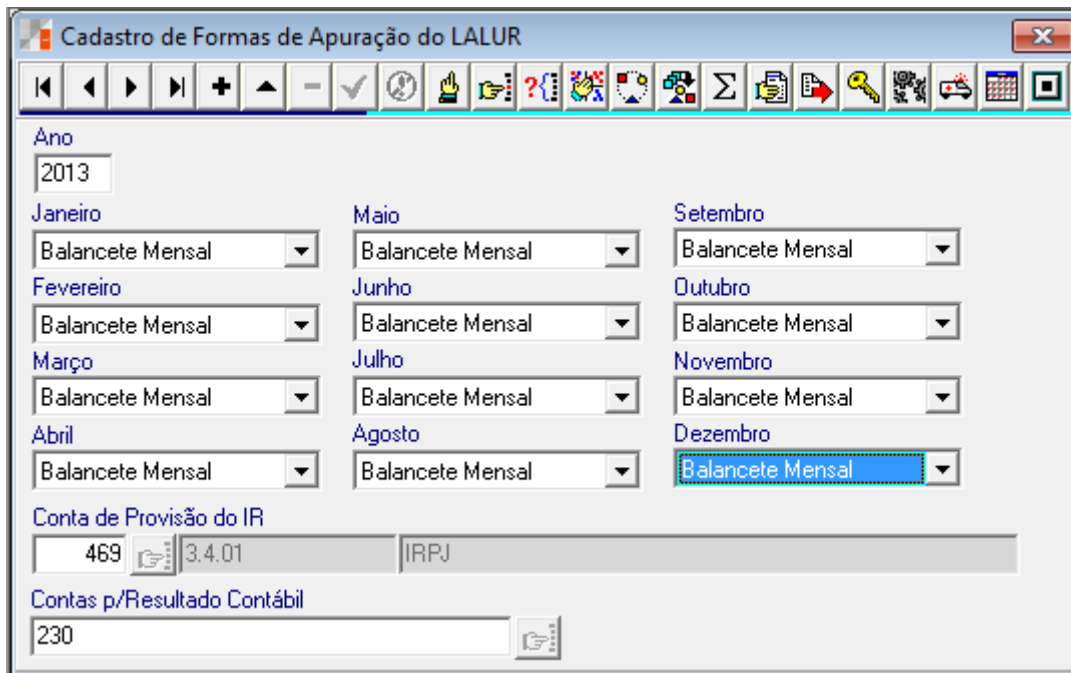 Cadastro de Formas de Apuração do LALUR
Ano
2013
Janeiro Maio Setembro
Balancete Mensal Balancete Mensal Balancete Mensal
Fevereiro Junho Outubro
Balancete Mensal Balancete Mensal Balancete Mensal
Março Julho Novembro
Balancete Mensal Balancete Mensal Balancete Mensal
Abril Agosto Dezembro
Balancete Mensal Balancete Mensal Balancete Mensal
Conta de Provisão do IR
469 3.4.01 IRPJ
Contas p/Resultado Contábil
230